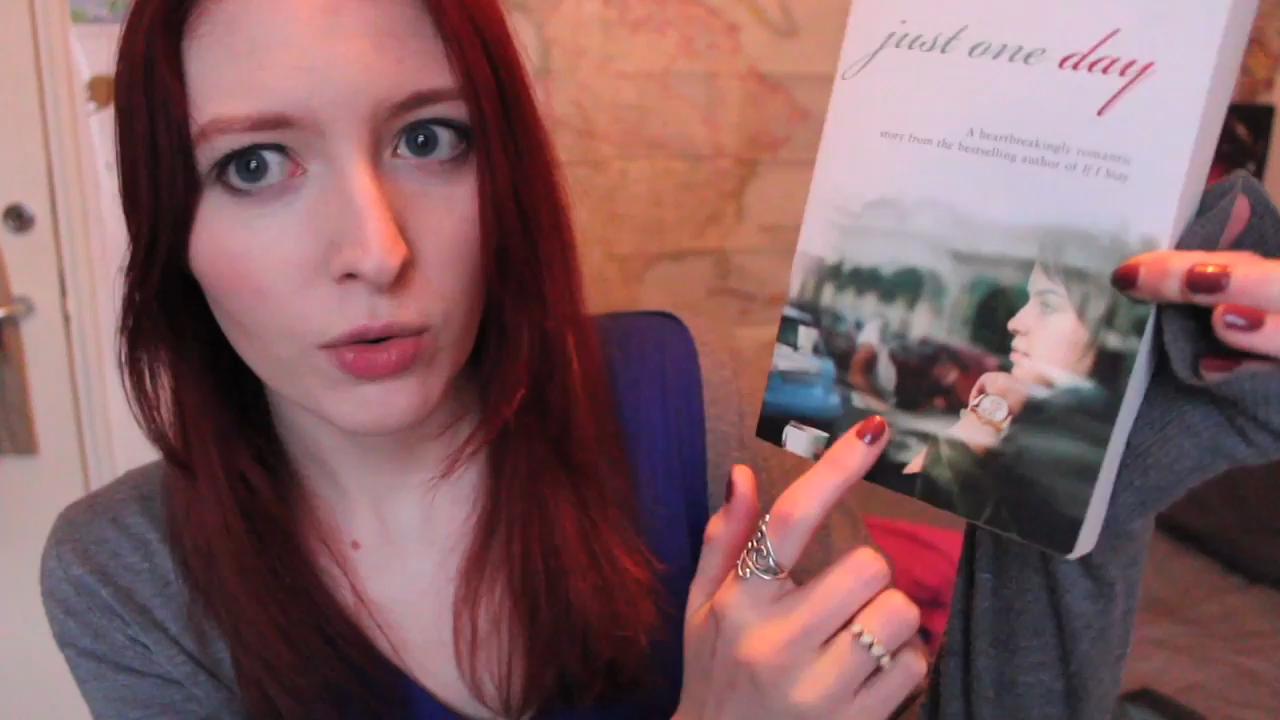 just one day
A heartbreakingly romantic
story from the bestselling author of If I Stay